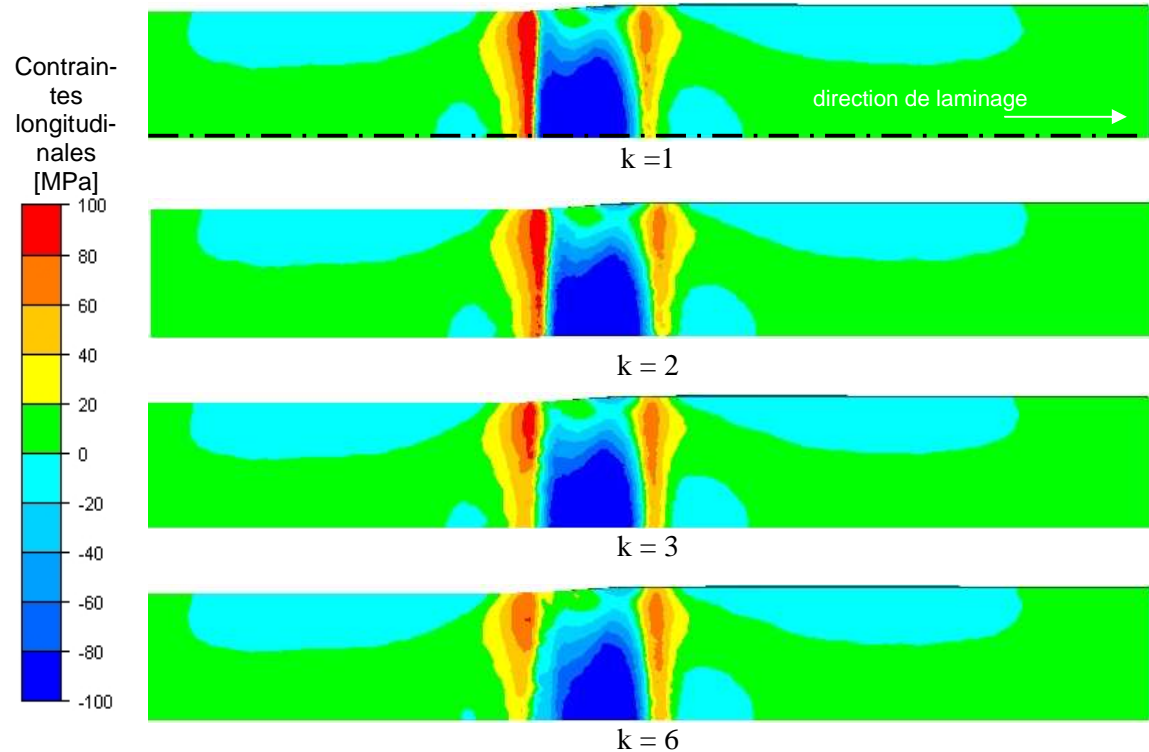 Contrain-
tes
longitudi-
nales
[MPa]
100
80
60
40
20
0
-20
-40
-60
-80
-100
direction de laminage
k =1
k = 2
k = 3
k = 6